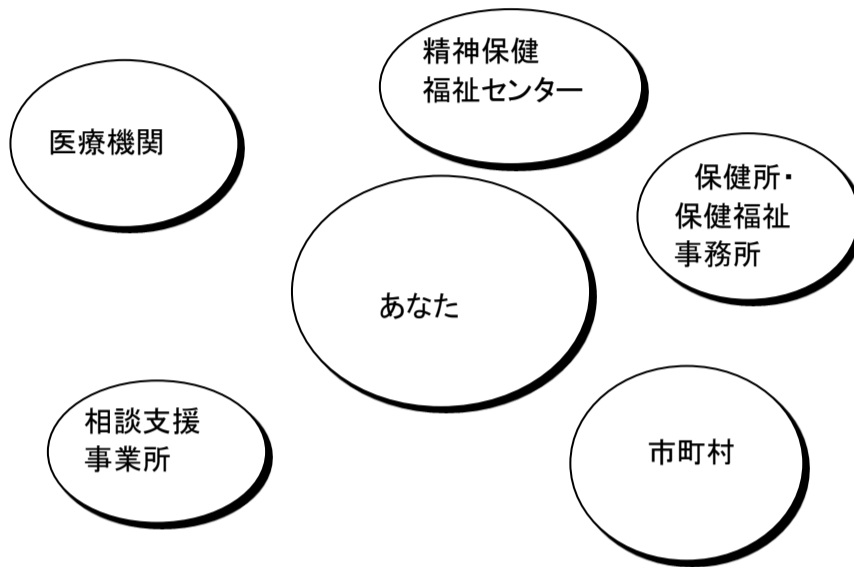 精神保健
福祉センター
医療機関
保健所・
保健福祉
事務所
あなた
相談支援
事業所
市町村